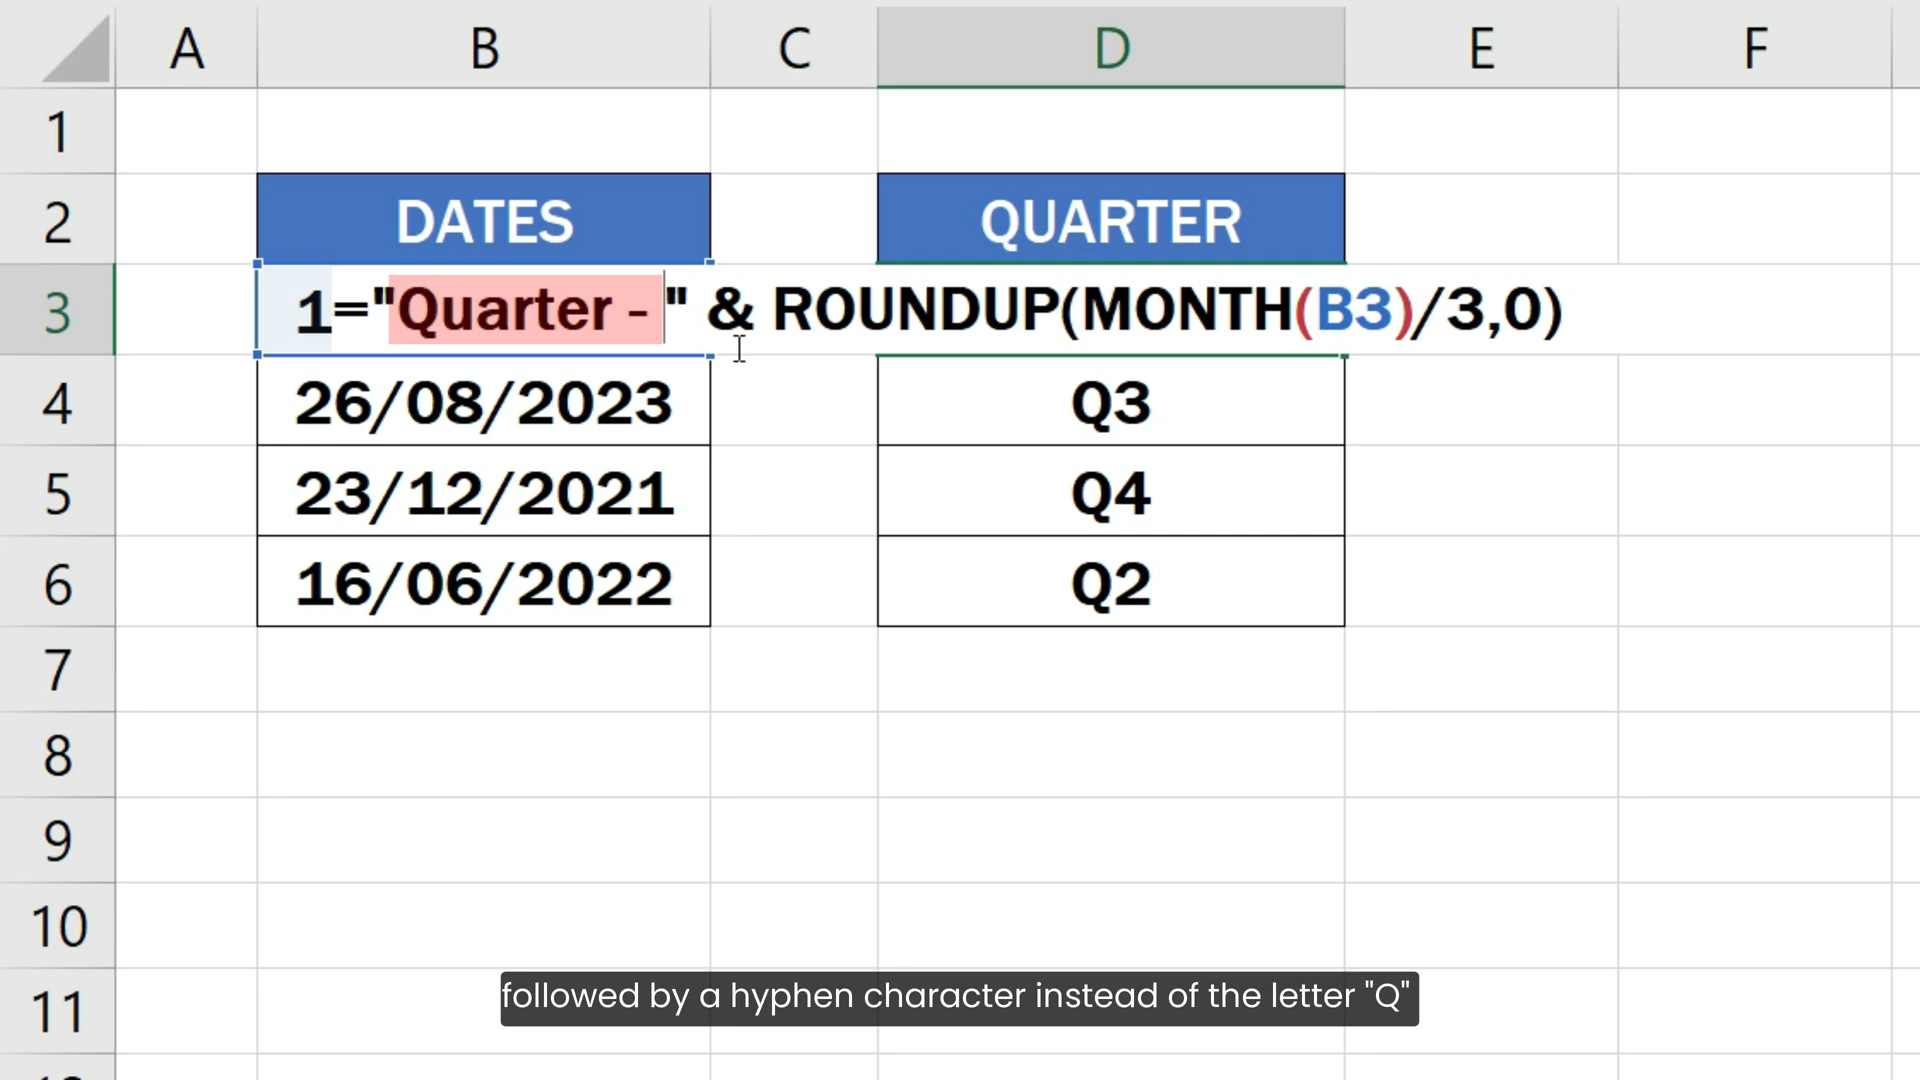 A B C D E F
1
2 DATES QUARTER
3 1="Quarter - " & ROUNDUP(MONTH(B3)/3,0)
4 26/08/2023 Q3
5 23/12/2021 Q4
6 16/06/2022 Q2
7
8
9
10
followed by a hyphen character instead of the letter "Q"
11